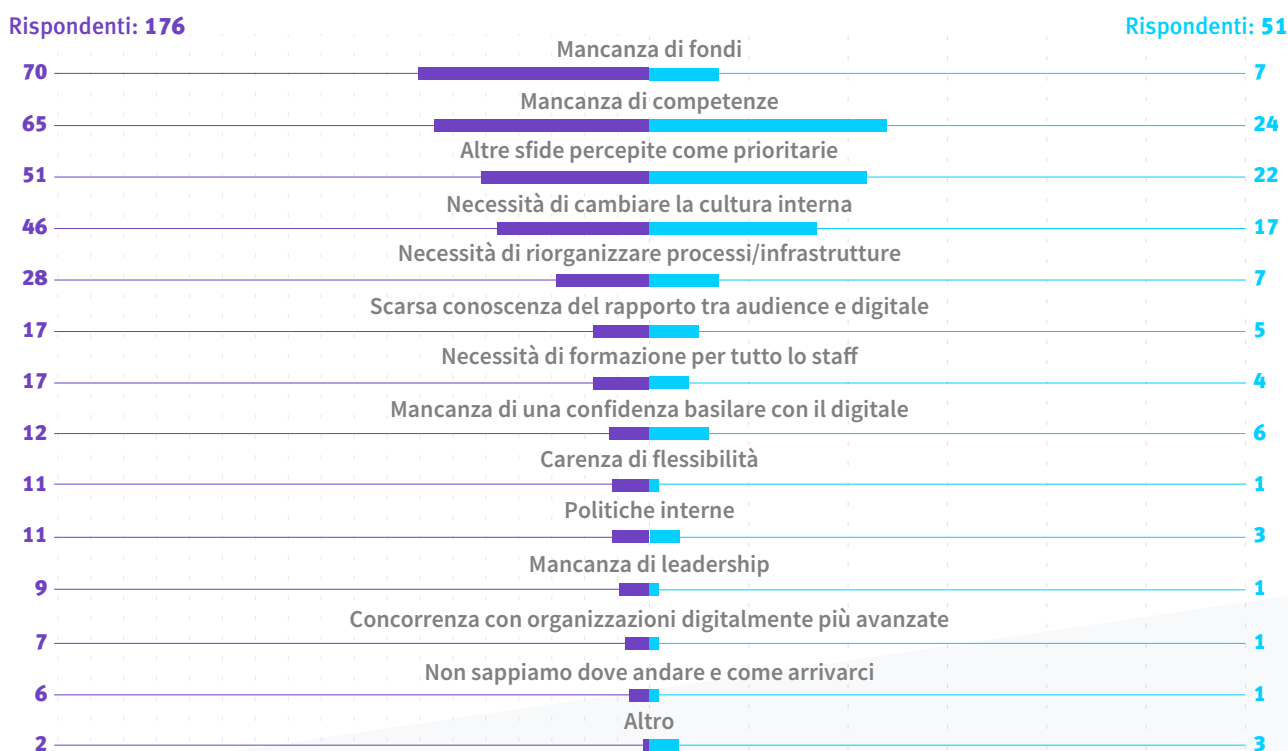 Rispondenti: 176 Rispondenti: 51
Mancanza di fondi
70 7
Mancanza di competenze
65 24
Altre sfide percepite come prioritarie
51 22
Necessità di cambiare la cultura interna
46 17
Necessità di riorganizzare processi/infrastrutture
28 7
Scarsa conoscenza del rapporto tra audience e digitale
17 5
Necessità di formazione per tutto lo staff
17 4
Mancanza di una confidenza basilare con il digitale
12 6
Carenza di flessibilità
11 1
Politiche interne
11 3
Mancanza di leadership
9 1
Concorrenza con organizzazioni digitalmente più avanzate
7 1
Non sappiamo dove andare e come arrivarci
6 1
Altro
2 3